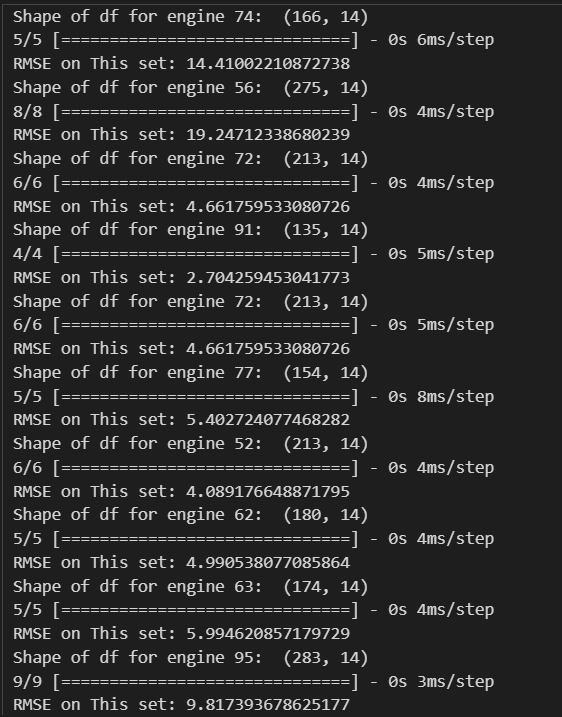 Shape of df for engine 74:  (166, 14)
5/5 [==============================] - 0s 6ms/step
RMSE on This set: 14.41002210872738
Shape of df for engine 56:  (275, 14)
8/8 [==============================] - 0s 4ms/step
RMSE on This set: 19.24712338680239
Shape of df for engine 72:  (213, 14)
6/6 [==============================] - 0s 4ms/step
RMSE on This set: 4.661759533080726
Shape of df for engine 91:  (135, 14)
4/4 [==============================] - 0s 5ms/step
RMSE on This set: 2.704259453041773
Shape of df for engine 72:  (213, 14)
6/6 [==============================] - 0s 5ms/step
RMSE on This set: 4.661759533080726
Shape of df for engine 77:  (154, 14)
5/5 [==============================] - 0s 8ms/step
RMSE on This set: 5.402724077468282
Shape of df for engine 52:  (213, 14)
6/6 [==============================] - 0s 4ms/step
RMSE on This set: 4.089176648871795
Shape of df for engine 62:  (180, 14)
5/5 [==============================] - 0s 4ms/step
RMSE on This set: 4.990538077085864
Shape of df for engine 63:  (174, 14)
5/5 [==============================] - 0s 4ms/step
RMSE on This set: 5.994620857179729
Shape of df for engine 95:  (283, 14)
9/9 [==============================] - 0s 3ms/step
RMSE on This set: 9.817393678625177